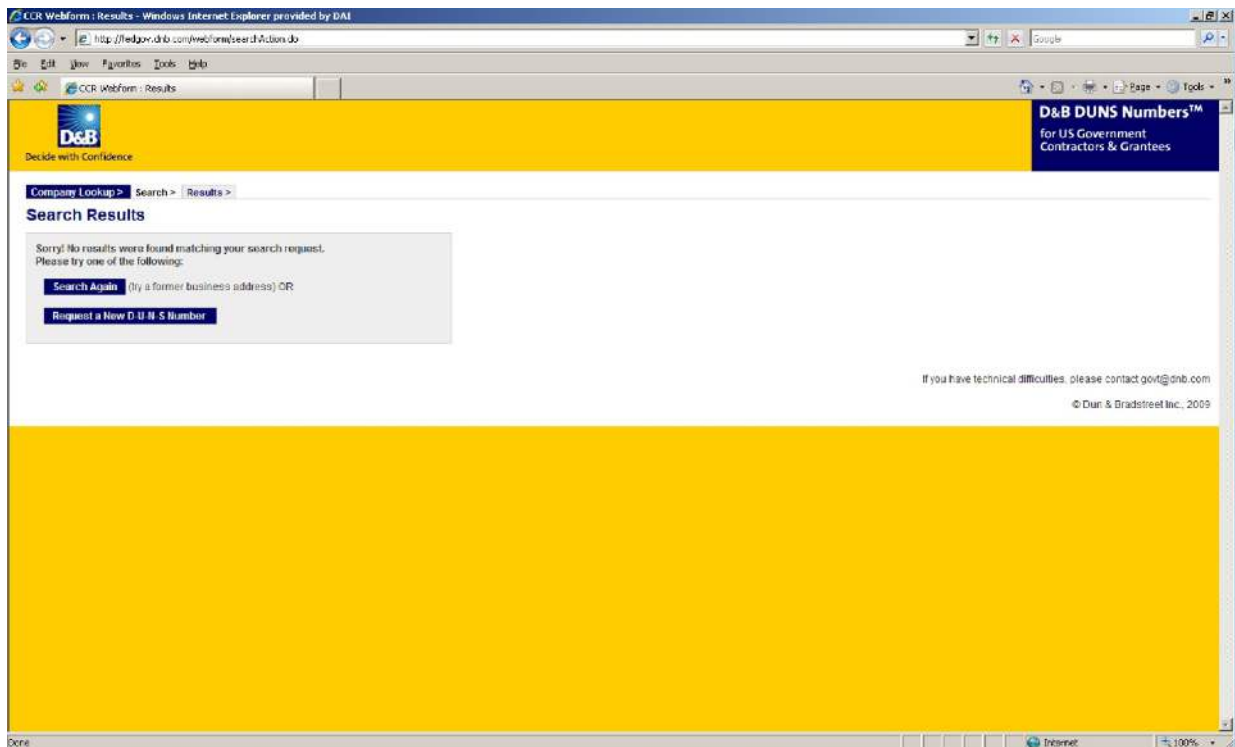 CCR Webform : Results - Windows Internet Explorer provided by DAI
http://fedgov.dnb.com/webform/searchAction.do
Google
File Edit View Favorites Tools Help
CCR Webform : Results
Page
Tools
D&B
Decide with Confidence
D&B DUNS Numbers™
for US Government
Contractors & Grantees
Company Lookup > Search > Results >
Search Results
Sorry! No results were found matching your search request.
Please try one of the following:
Search Again (try a former business address) OR
Request a New D-U-N-S Number
If you have technical difficulties, please contact govt@dnb.com
© Dun & Bradstreet Inc., 2009
Done
Internet
100%